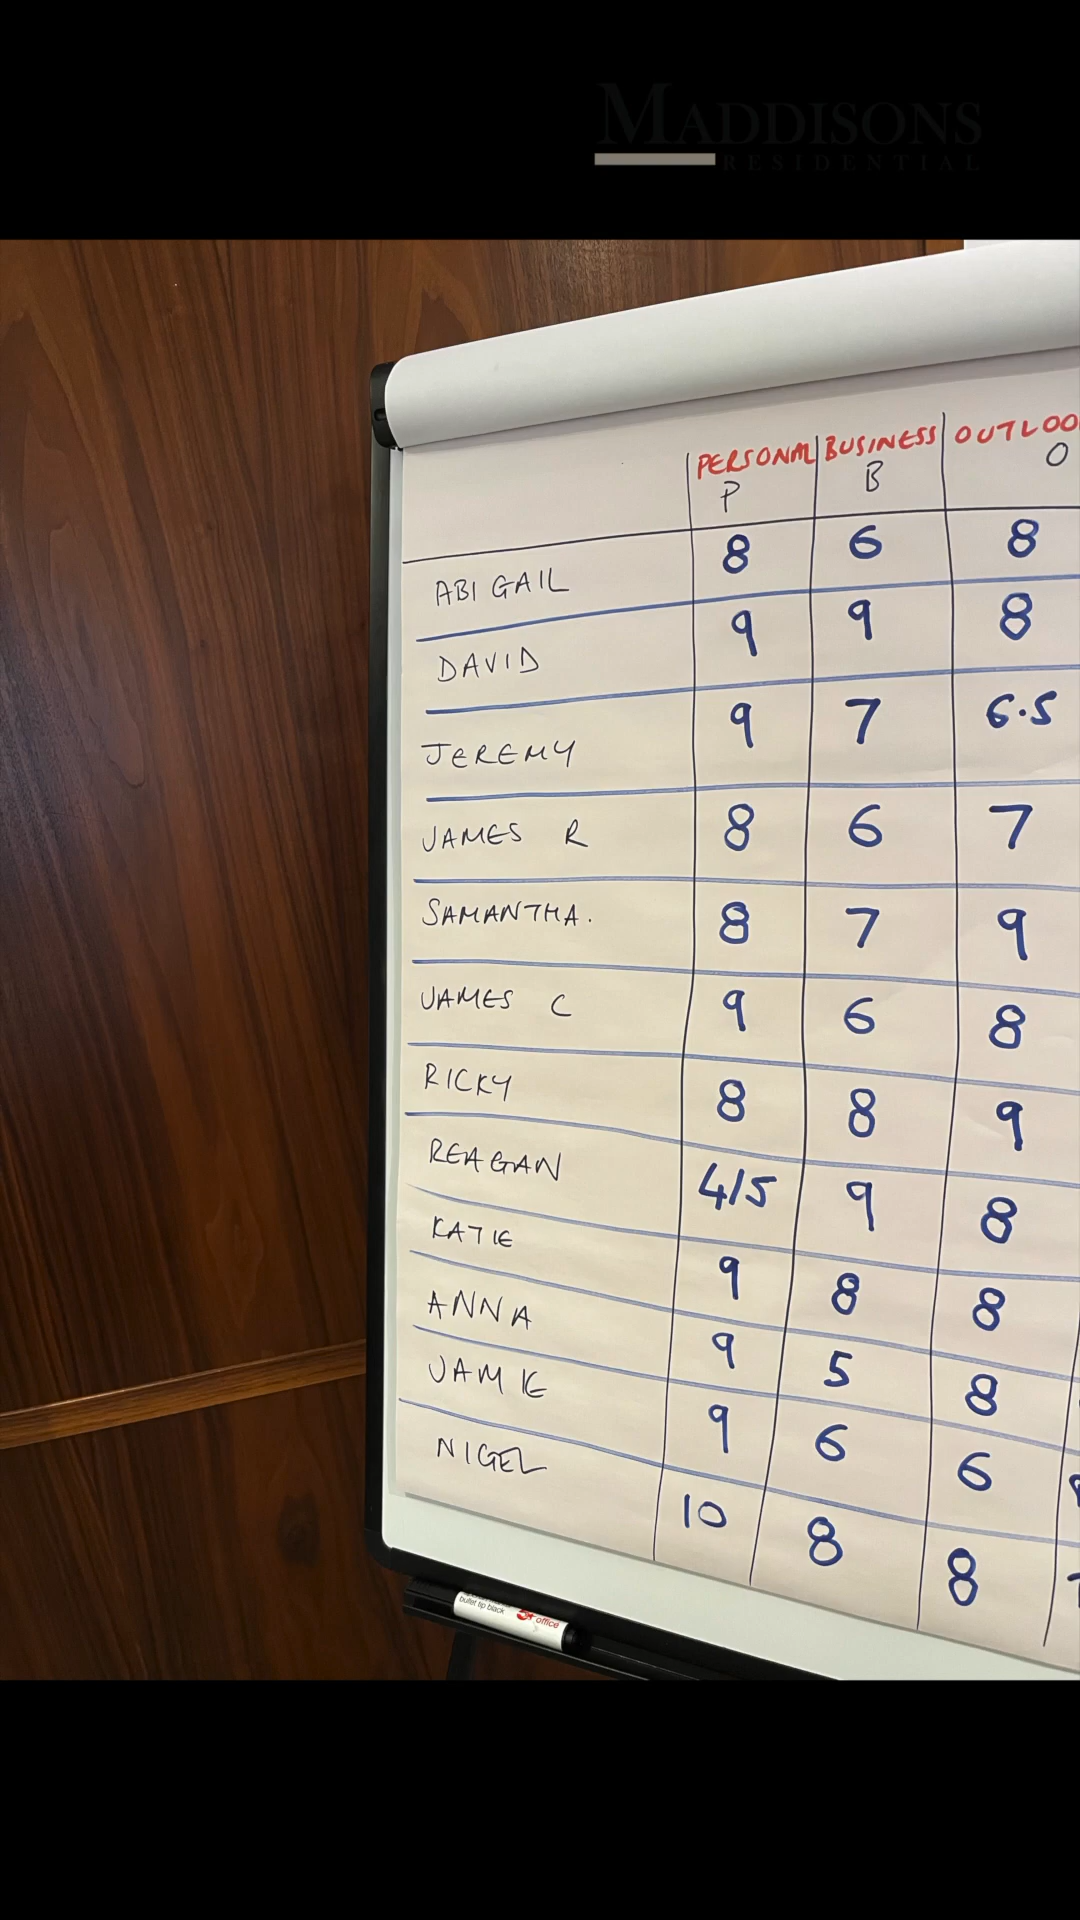 MADDISONS
RESIDENTIAL
PERSONAL BUSINESS OUTLOO
P B O
ABIGAIL 8 6 8
DAVID 9 9 8
JEREMY 9 7 6.5
JAMES R 8 6 7
SAMANTHA. 8 7 9
JAMES C 9 6 8
RICKY 8 8 9
REAGAN 4/5 9 8
KATIE 9 8 8
ANNA 9 5 8
JAMIE 9 6 6
NIGEL 10 8 8
bullet tip black
5★ office